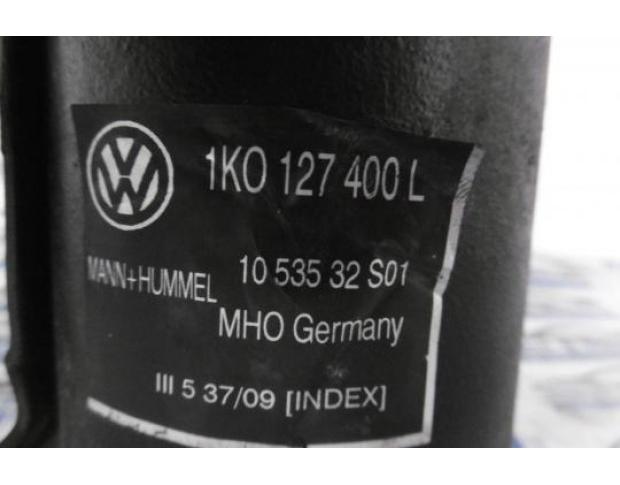 1K0 127 400 L
MANN+HUMMEL 10 535 32 S01
MHO Germany
III 5 37/09 [INDEX]